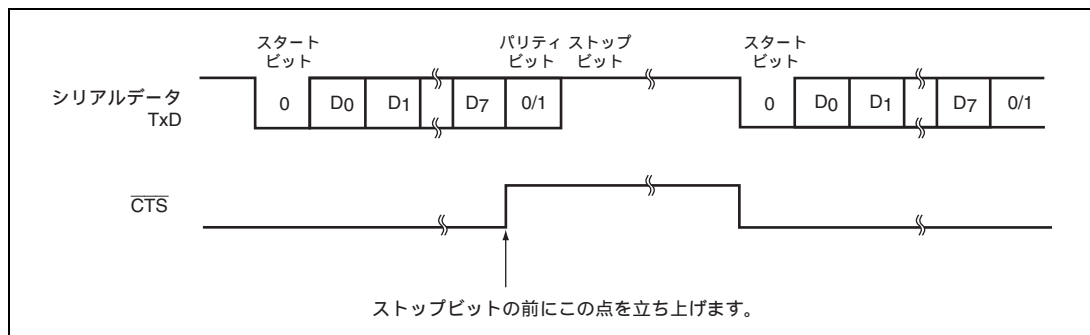 スタート
ビット
パリティ ストップ
ビット ビット
スタート
ビット
シリアルデータ
TxD
0 D0 D1 D7 0/1 0 D0 D1 D7 0/1
CTS
ストップビットの前にこの点を立ち上げます。